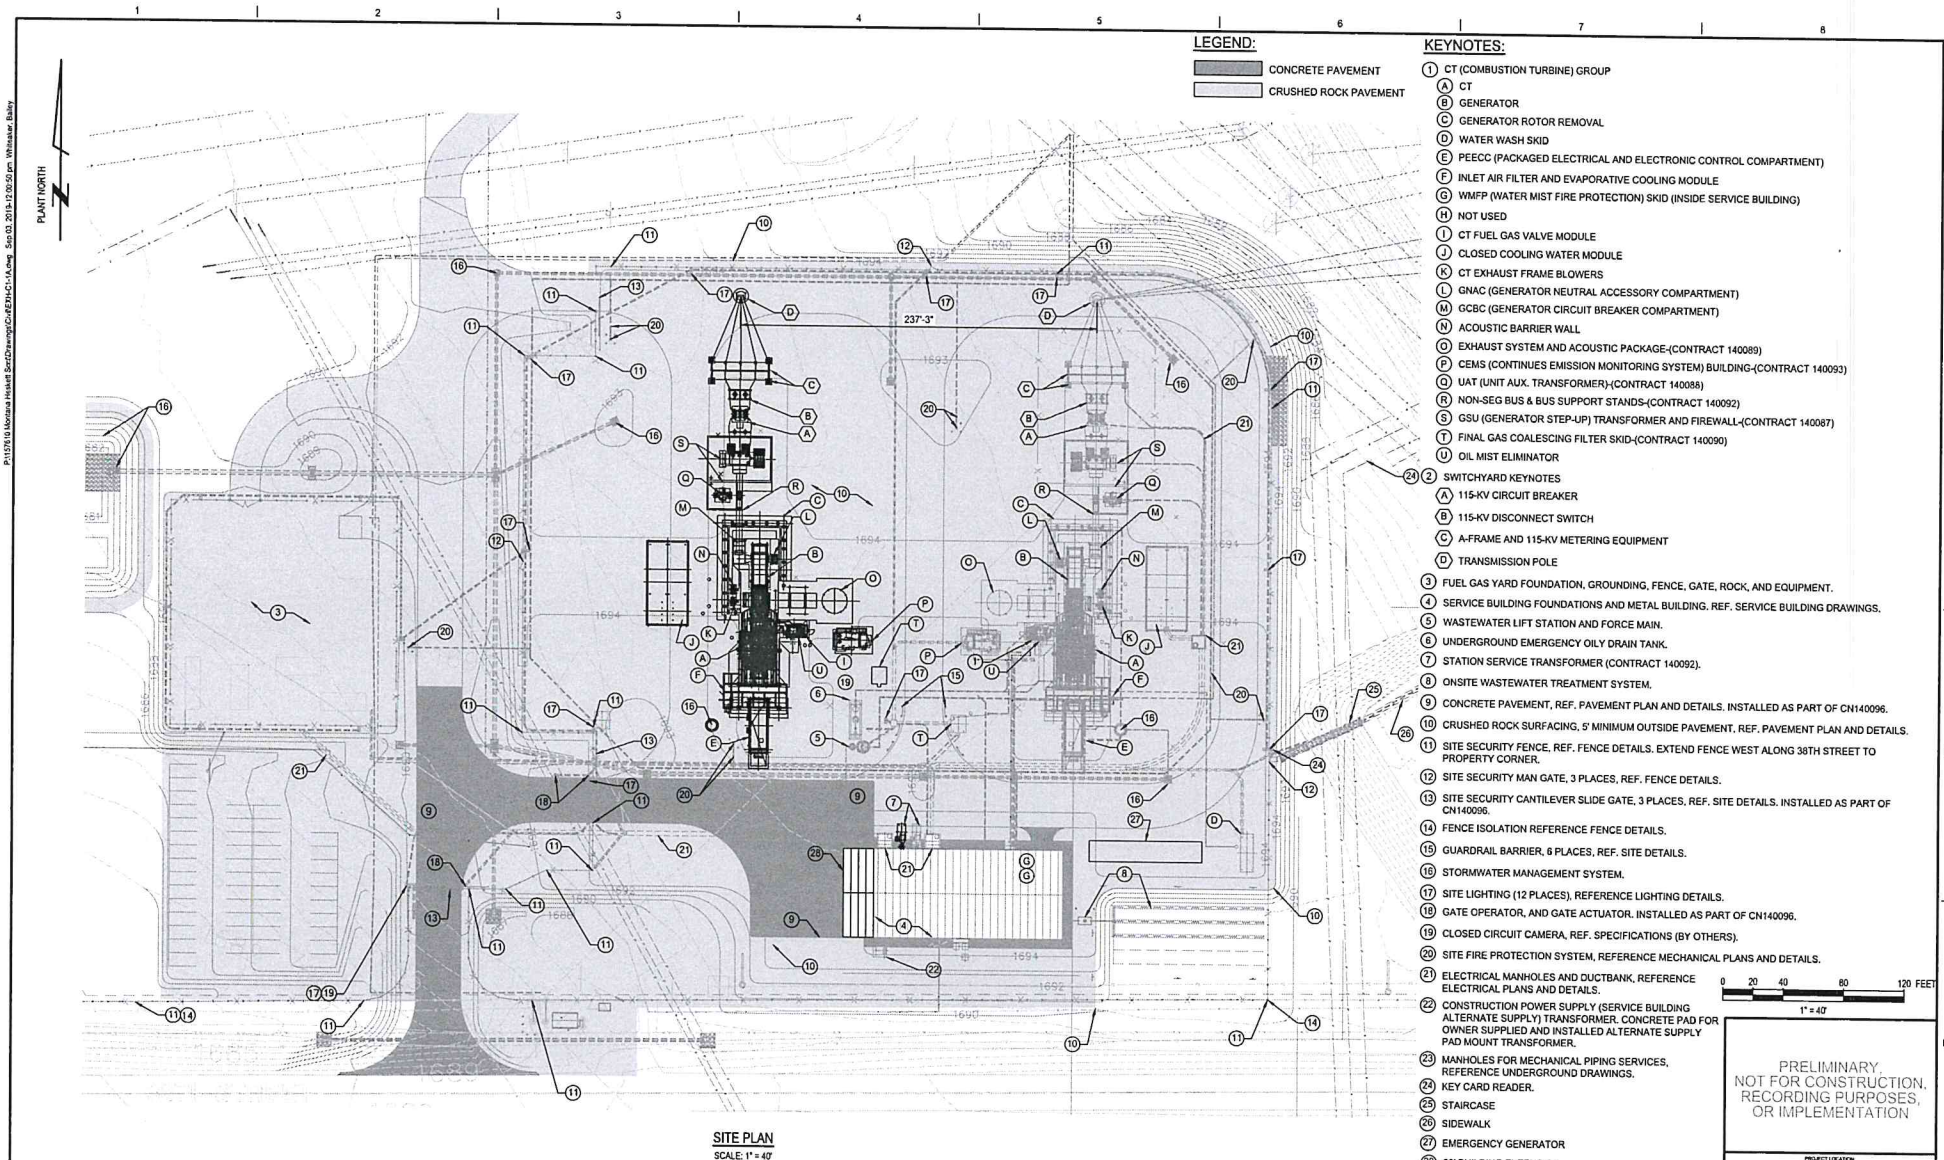 1 2 3 4 5 6 7 8
PLANT NORTH
N
LEGEND:
CONCRETE PAVEMENT
CRUSHED ROCK PAVEMENT
237'-3"
SITE PLAN
SCALE: 1" = 40'
KEYNOTES:
1 CT (COMBUSTION TURBINE) GROUP
A CT
B GENERATOR
C GENERATOR ROTOR REMOVAL
D WATER WASH SKID
E PEECC (PACKAGED ELECTRICAL AND ELECTRONIC CONTROL COMPARTMENT)
F INLET AIR FILTER AND EVAPORATIVE COOLING MODULE
G WMFP (WATER MIST FIRE PROTECTION) SKID (INSIDE SERVICE BUILDING)
H NOT USED
I CT FUEL GAS VALVE MODULE
J CLOSED COOLING WATER MODULE
K CT EXHAUST FRAME BLOWERS
L GNAC (GENERATOR NEUTRAL ACCESSORY COMPARTMENT)
M GCBC (GENERATOR CIRCUIT BREAKER COMPARTMENT)
N ACOUSTIC BARRIER WALL
O EXHAUST SYSTEM AND ACOUSTIC PACKAGE-(CONTRACT 140089)
P CEMS (CONTINUES EMISSION MONITORING SYSTEM) BUILDING-(CONTRACT 140093)
Q UAT (UNIT AUX. TRANSFORMER)-(CONTRACT 140088)
R NON-SEG BUS & BUS SUPPORT STANDS-(CONTRACT 140092)
S GSU (GENERATOR STEP-UP) TRANSFORMER AND FIREWALL-(CONTRACT 140087)
T FINAL GAS COALESCING FILTER SKID-(CONTRACT 140090)
U OIL MIST ELIMINATOR
2 SWITCHYARD KEYNOTES
A 115-KV CIRCUIT BREAKER
B 115-KV DISCONNECT SWITCH
C A-FRAME AND 115-KV METERING EQUIPMENT
D TRANSMISSION POLE
3 FUEL GAS YARD FOUNDATION, GROUNDING, FENCE, GATE, ROCK, AND EQUIPMENT.
4 SERVICE BUILDING FOUNDATIONS AND METAL BUILDING. REF. SERVICE BUILDING DRAWINGS.
5 WASTEWATER LIFT STATION AND FORCE MAIN.
6 UNDERGROUND EMERGENCY OILY DRAIN TANK.
7 STATION SERVICE TRANSFORMER (CONTRACT 140092).
8 ONSITE WASTEWATER TREATMENT SYSTEM.
9 CONCRETE PAVEMENT, REF. PAVEMENT PLAN AND DETAILS. INSTALLED AS PART OF CN140096.
10 CRUSHED ROCK SURFACING, 5' MINIMUM OUTSIDE PAVEMENT, REF. PAVEMENT PLAN AND DETAILS.
11 SITE SECURITY FENCE, REF. FENCE DETAILS. EXTEND FENCE WEST ALONG 38TH STREET TO
PROPERTY CORNER.
12 SITE SECURITY MAN GATE, 3 PLACES, REF. FENCE DETAILS.
13 SITE SECURITY CANTILEVER SLIDE GATE, 3 PLACES, REF. SITE DETAILS. INSTALLED AS PART OF
CN140096.
14 FENCE ISOLATION REFERENCE FENCE DETAILS.
15 GUARDRAIL BARRIER, 6 PLACES, REF. SITE DETAILS.
16 STORMWATER MANAGEMENT SYSTEM.
17 SITE LIGHTING (12 PLACES), REFERENCE LIGHTING DETAILS.
18 GATE OPERATOR, AND GATE ACTUATOR. INSTALLED AS PART OF CN140096.
19 CLOSED CIRCUIT CAMERA, REF. SPECIFICATIONS (BY OTHERS).
20 SITE FIRE PROTECTION SYSTEM, REFERENCE MECHANICAL PLANS AND DETAILS.
21 ELECTRICAL MANHOLES AND DUCTBANK, REFERENCE
ELECTRICAL PLANS AND DETAILS.
22 CONSTRUCTION POWER SUPPLY (SERVICE BUILDING
ALTERNATE SUPPLY) TRANSFORMER. CONCRETE PAD FOR
OWNER SUPPLIED AND INSTALLED ALTERNATE SUPPLY
PAD MOUNT TRANSFORMER.
23 MANHOLES FOR MECHANICAL PIPING SERVICES,
REFERENCE UNDERGROUND DRAWINGS.
24 KEY CARD READER.
25 STAIRCASE
26 SIDEWALK
27 EMERGENCY GENERATOR
0 20 40 80 120 FEET
1" = 40'
PRELIMINARY,
NOT FOR CONSTRUCTION,
RECORDING PURPOSES,
OR IMPLEMENTATION
PROJECT LOCATION